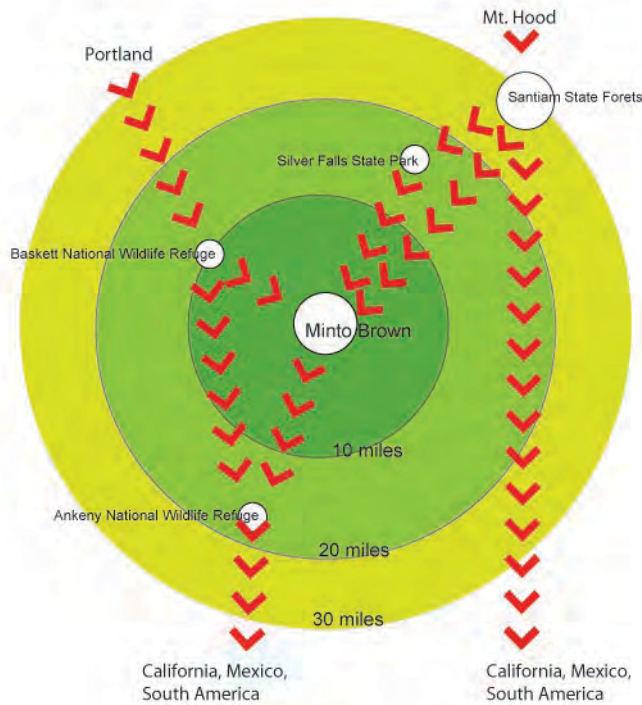 Mt. Hood
Portland
Santiam State Forets
Silver Falls State Park
Baskett National Wildlife Refuge
Minto Brown
10 miles
Ankeny National Wildlife Refuge
20 miles
30 miles
California, Mexico,
South America
California, Mexico,
South America